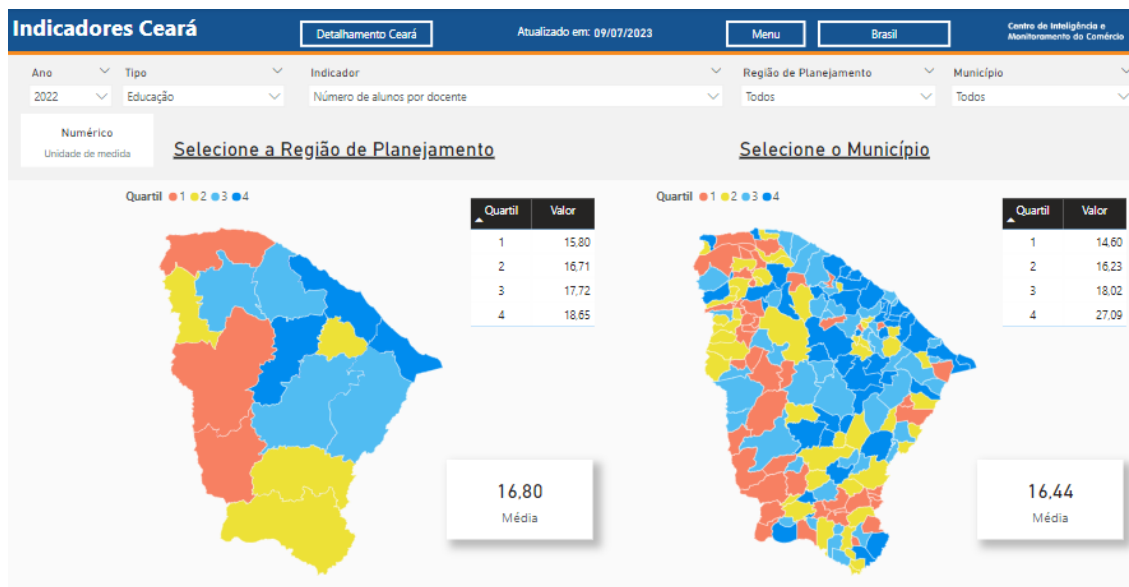 Indicadores Ceará
Detalhamento Ceará
Atualizado em: 09/07/2023
Menu
Brasil
Centro de Inteligência e
Monitoramento do Comércio
Ano
Tipo
Indicador
Região de Planejamento
Município
2022
Educação
Número de alunos por docente
Todos
Todos
Numérico
Unidade de medida
Selecione a Região de Planejamento
Selecione o Município
Quartil 1 2 3 4
Quartil Valor
1 15,80
2 16,71
3 17,72
4 18,65
16,80
Média
Quartil 1 2 3 4
Quartil Valor
1 14,60
2 16,23
3 18,02
4 27,09
16,44
Média